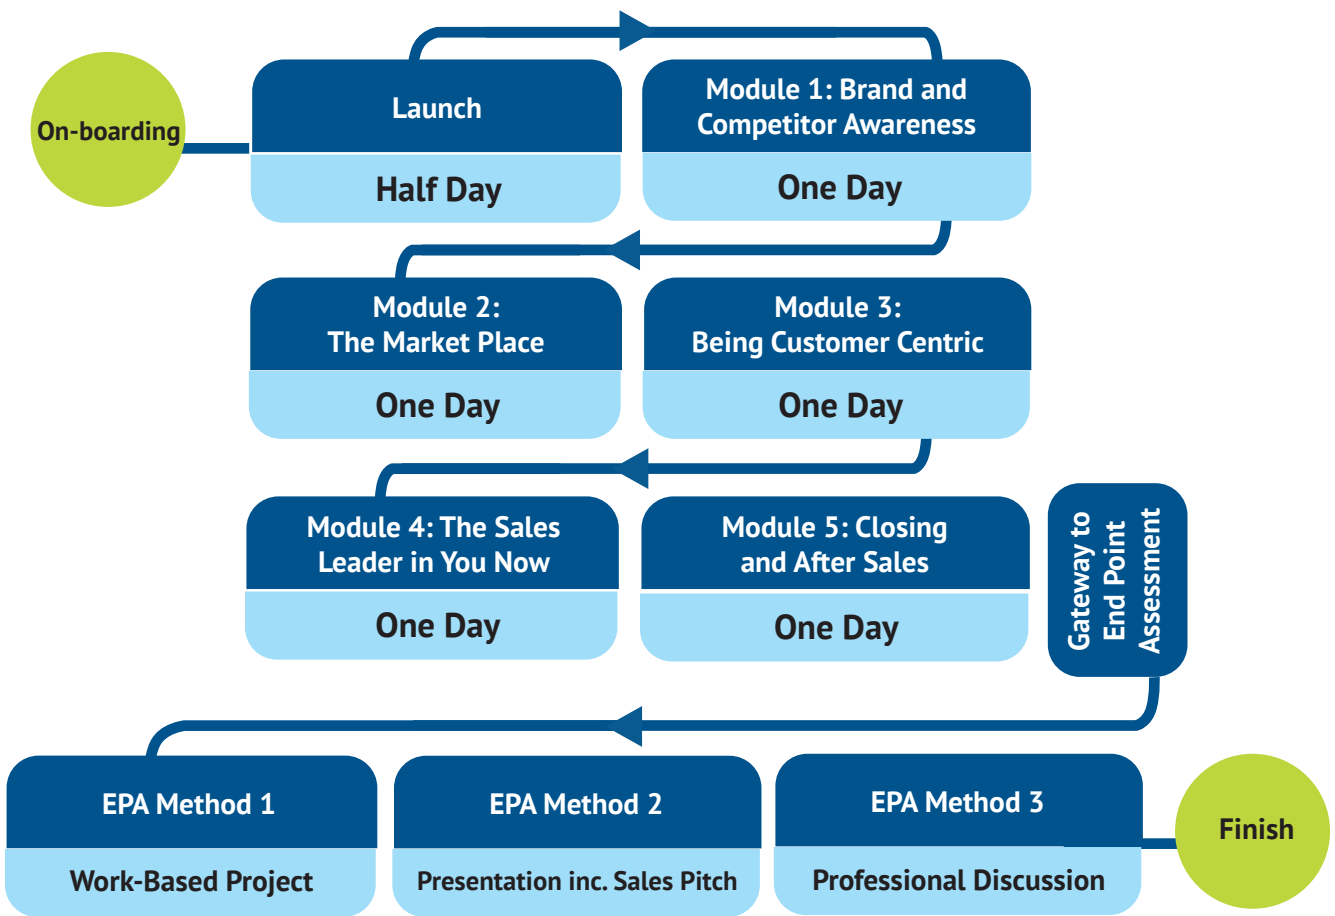 On-boarding
Launch
Half Day
Module 1: Brand and
Competitor Awareness
One Day
Module 2:
The Market Place
One Day
Module 3:
Being Customer Centric
One Day
Module 4: The Sales
Leader in You Now
One Day
Module 5: Closing
and After Sales
One Day
Gateway to
End Point
Assessment
EPA Method 1
Work-Based Project
EPA Method 2
Presentation inc. Sales Pitch
EPA Method 3
Professional Discussion
Finish